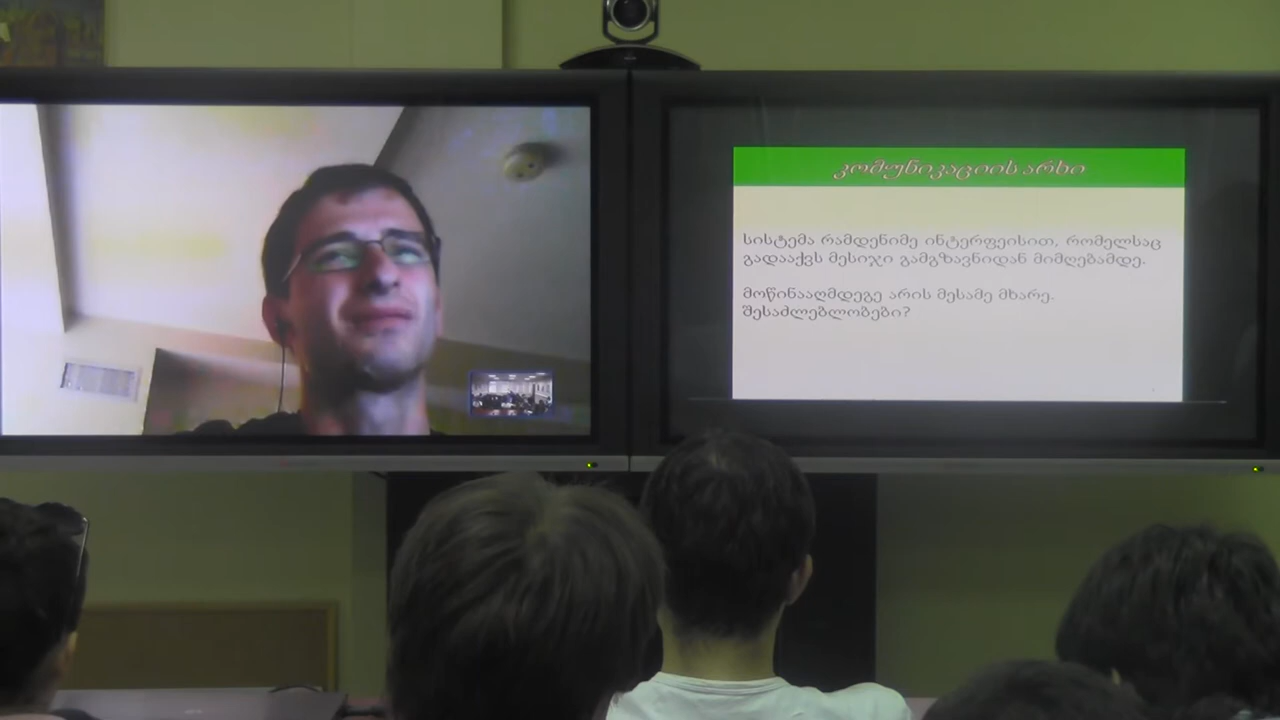 კომუნიკაციის არხი
სისტემა რამდენიმე ინტერფეისით, რომელსაც
გადააქვს მესიჯი გამგზავნიდან მიმღებამდე.
მოწინააღმდეგე არის მესამე მხარე.
შესაძლებლობები?